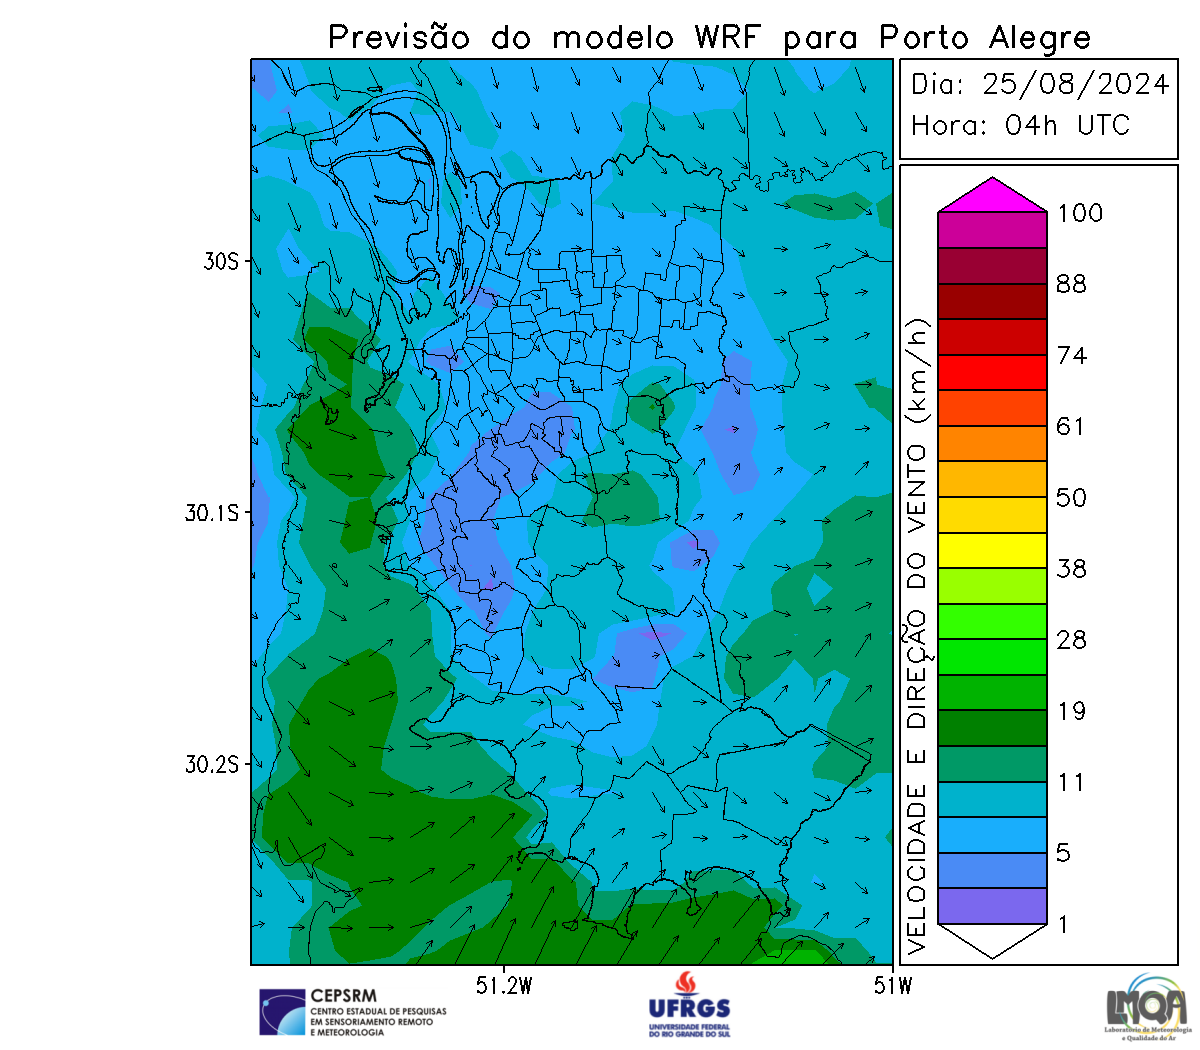 Previsão do modelo WRF para Porto Alegre
Dia: 25/08/2024
Hora: 04h UTC
30S
30.1S
30.2S
51.2W
51W
VELOCIDADE E DIREÇÃO DO VENTO (km/h)
100
88
74
61
50
38
28
19
11
5
1
CEPSRM
CENTRO ESTADUAL DE PESQUISAS
EM SENSORIAMENTO REMOTO
E METEOROLOGIA
UFRGS
UNIVERSIDADE FEDERAL
DO RIO GRANDE DO SUL
LMQA
Laboratório de Meteorologia
e Qualidade do Ar